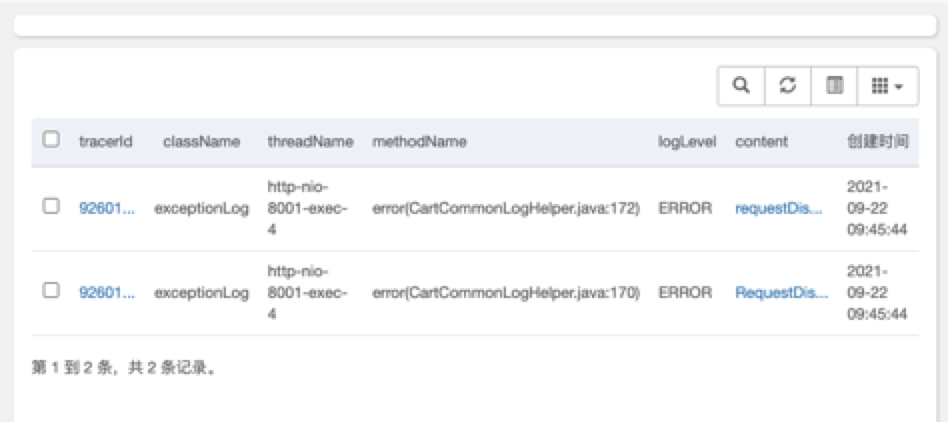 tracerId className threadName methodName logLevel content 创建时间
http-nio- 2021-
92601... exceptionLog 8001-exec- error(CartCommonLogHelper.java:172) ERROR requestDis... 09-22
4 09:45:44
http-nio- 2021-
92601... exceptionLog 8001-exec- error(CartCommonLogHelper.java:170) ERROR RequestDis... 09-22
4 09:45:44
第 1 到 2 条，共 2 条记录。